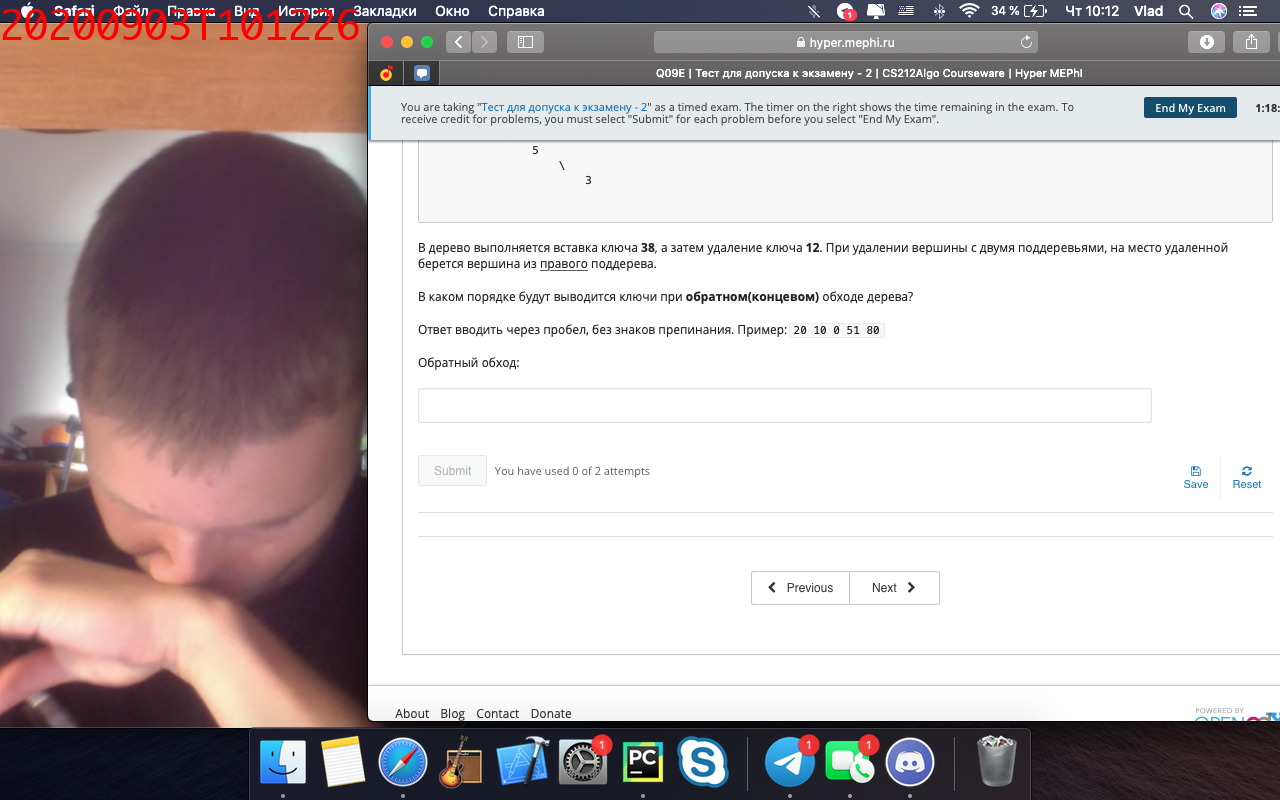 20200903T101226
Safari Файл Правка Вид История Закладки Окно Справка
1
34 % Чт 10:12 Vlad
hyper.mephi.ru
Q09E | Тест для допуска к экзамену - 2 | CS212Algo Courseware | Hyper MEPhI
You are taking "Тест для допуска к экзамену - 2" as a timed exam. The timer on the right shows the time remaining in the exam. To
receive credit for problems, you must select "Submit" for each problem before you select "End My Exam".
End My Exam
1:18:
5
\
3
В дерево выполняется вставка ключа 38, а затем удаление ключа 12. При удалении вершины с двумя поддеревьями, на место удаленной
берется вершина из правого поддерева.
В каком порядке будут выводится ключи при обратном(концевом) обходе дерева?
Ответ вводить через пробел, без знаков препинания. Пример: 20 10 0 51 80
Обратный обход:
Submit You have used 0 of 2 attempts
Save Reset
Previous Next
About Blog Contact Donate
POWERED BY
1 PC 1 1